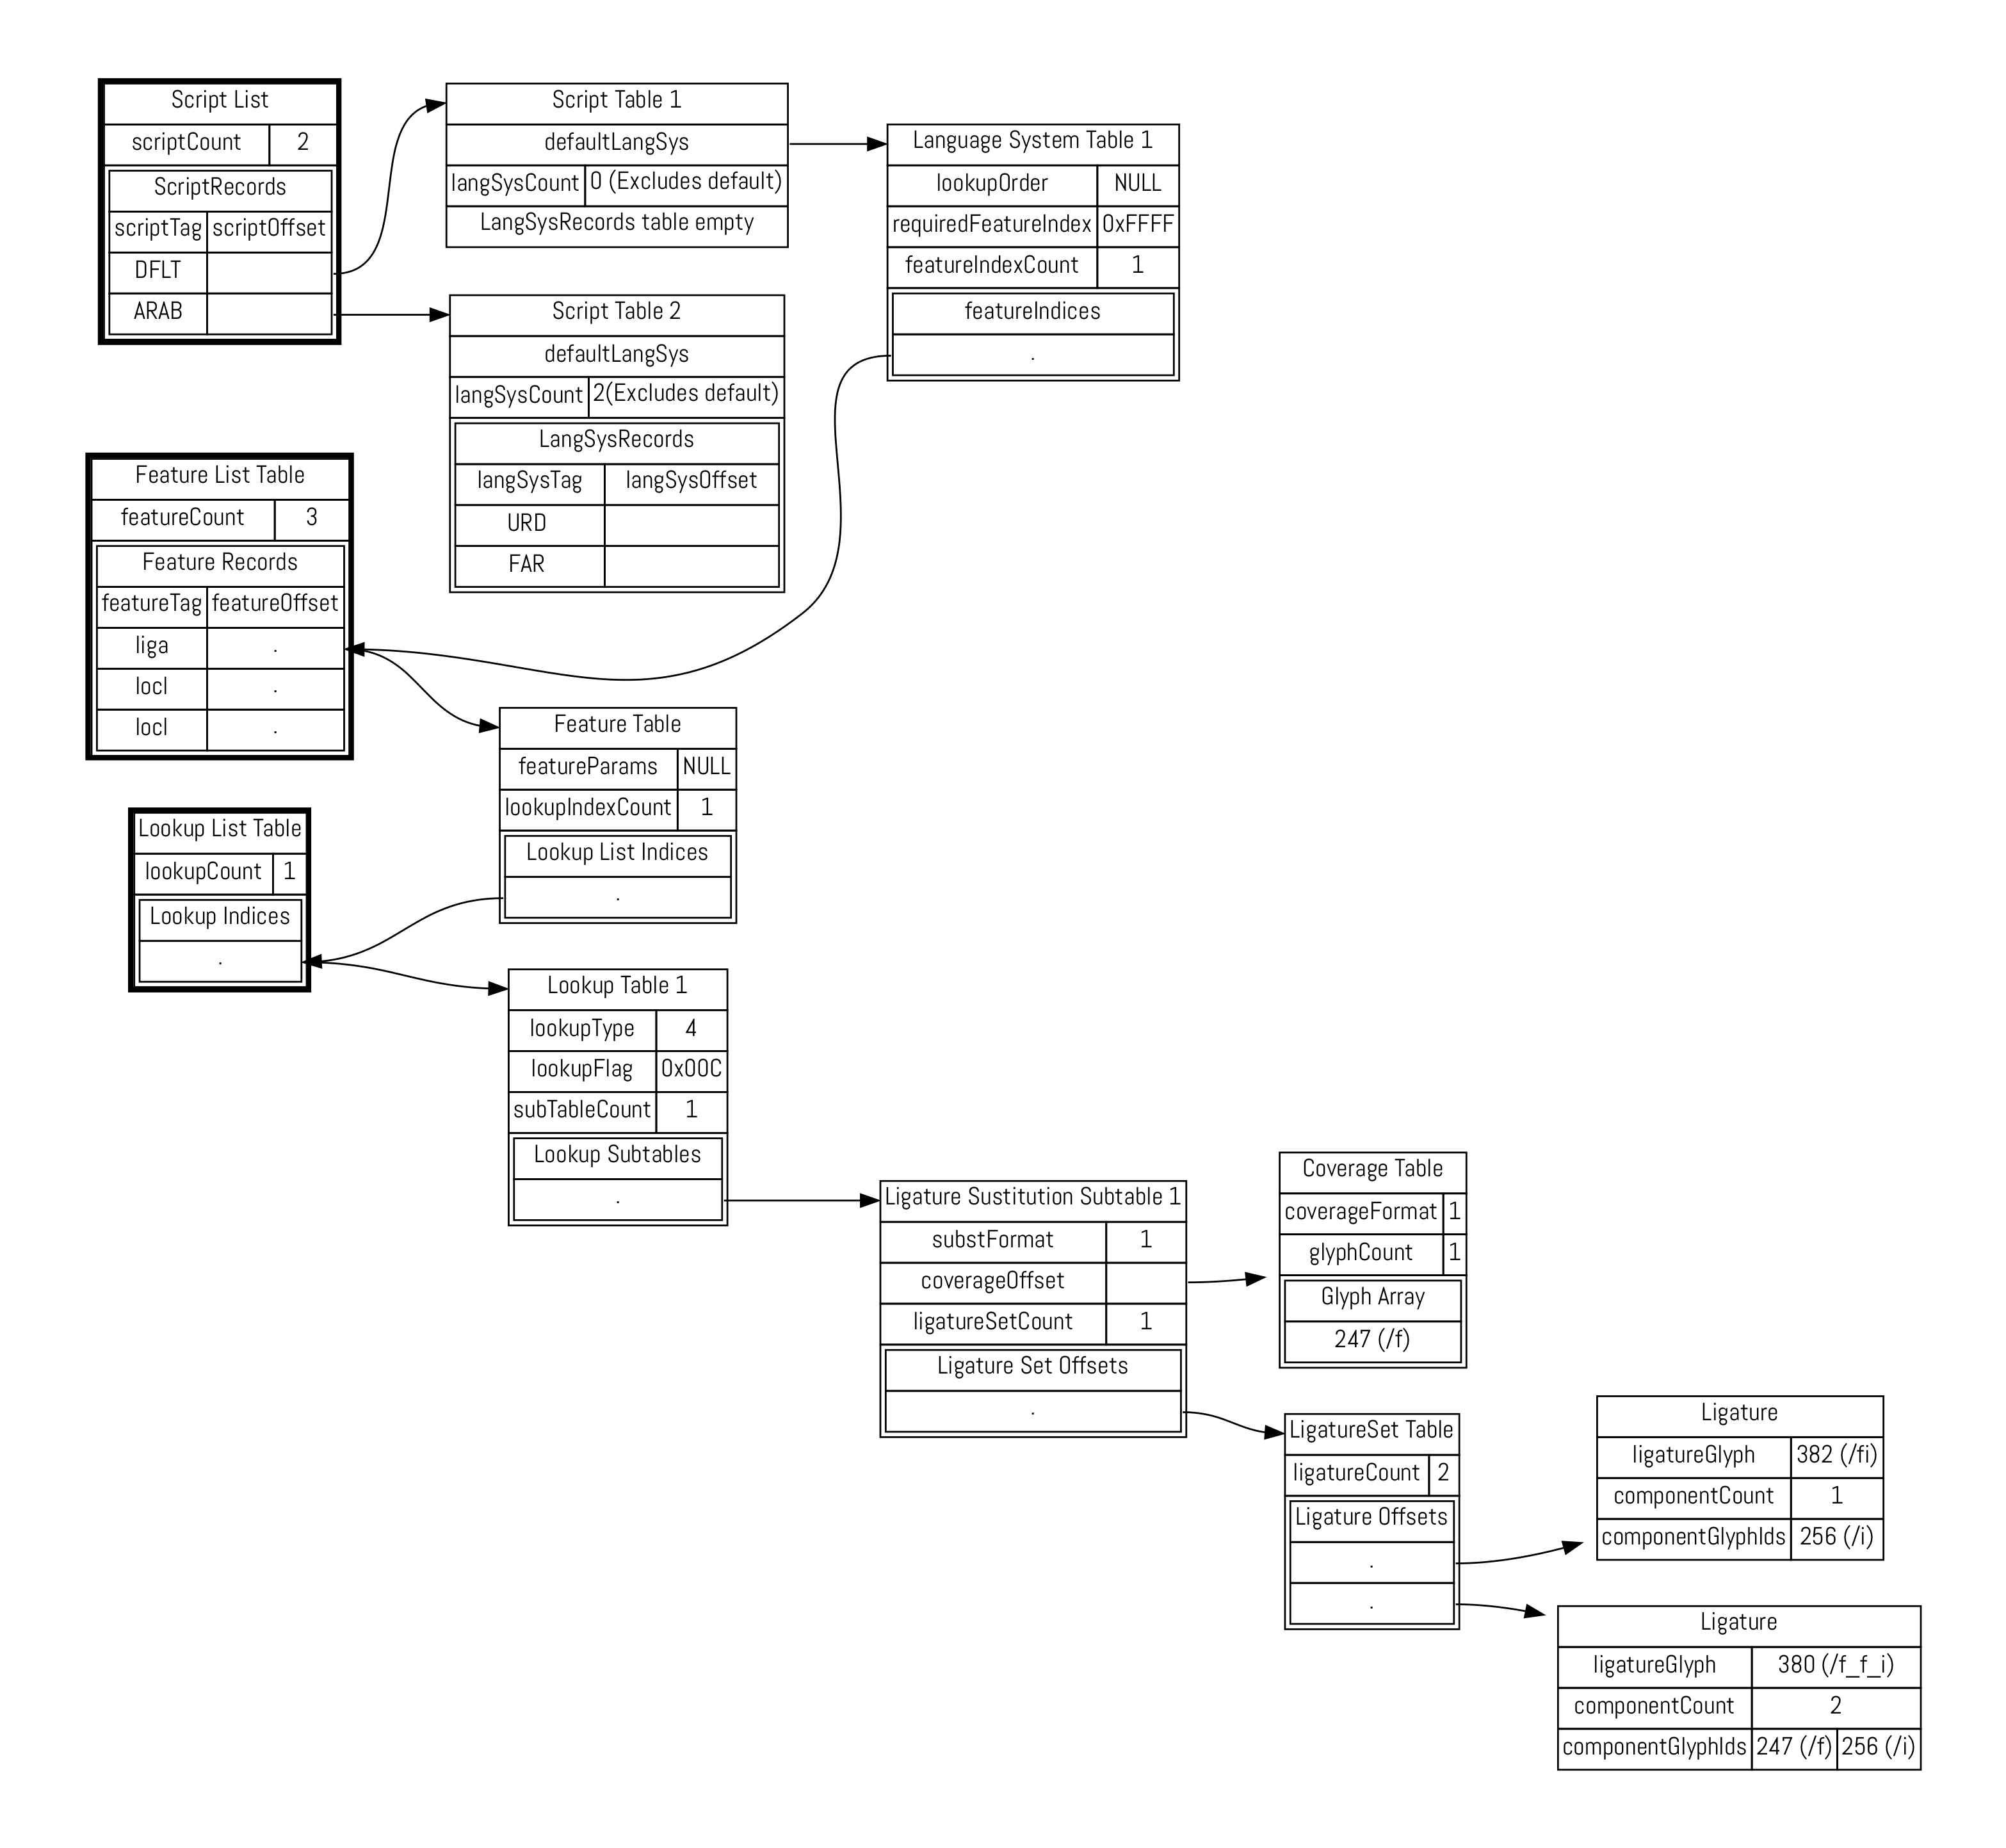 Script List
scriptCount 2
ScriptRecords
scriptTag scriptOffset
DFLT
ARAB
Script Table 1
defaultLangSys
langSysCount 0 (Excludes default)
LangSysRecords table empty
Language System Table 1
lookupOrder NULL
requiredFeatureIndex 0xFFFF
featureIndexCount 1
featureIndices
.
Script Table 2
defaultLangSys
langSysCount 2(Excludes default)
LangSysRecords
langSysTag langSysOffset
URD
FAR
Feature List Table
featureCount 3
Feature Records
featureTag featureOffset
liga .
locl .
locl .
Feature Table
featureParams NULL
lookupIndexCount 1
Lookup List Indices
.
Lookup List Table
lookupCount 1
Lookup Indices
.
Lookup Table 1
lookupType 4
lookupFlag 0x00C
subTableCount 1
Lookup Subtables
.
Ligature Sustitution Subtable 1
substFormat 1
coverageOffset
ligatureSetCount 1
Ligature Set Offsets
.
Coverage Table
coverageFormat 1
glyphCount 1
Glyph Array
247 (/f)
LigatureSet Table
ligatureCount 2
Ligature Offsets
.
.
Ligature
ligatureGlyph 382 (/fi)
componentCount 1
componentGlyphIds 256 (/i)
Ligature
ligatureGlyph 380 (/f_f_i)
componentCount 2
componentGlyphIds 247 (/f) 256 (/i)